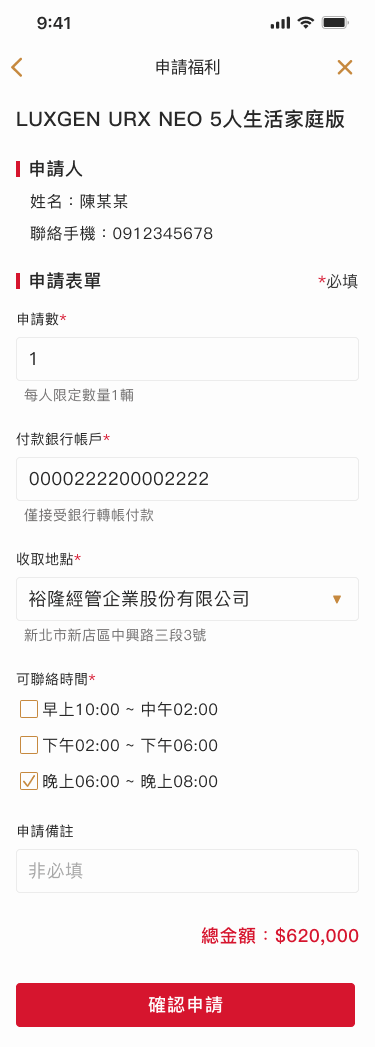 9:41
申請福利
LUXGEN URX NEO 5人生活家庭版
申請人
姓名：陳某某
聯絡手機：0912345678
申請表單
*必填
申請數*
1
每人限定數量1輛
付款銀行帳戶*
0000222200002222
僅接受銀行轉帳付款
收取地點*
裕隆經管企業股份有限公司
新北市新店區中興路三段3號
可聯絡時間*
早上10:00 ~ 中午02:00
下午02:00 ~ 下午06:00
晚上06:00 ~ 晚上08:00
申請備註
非必填
總金額：$620,000
確認申請